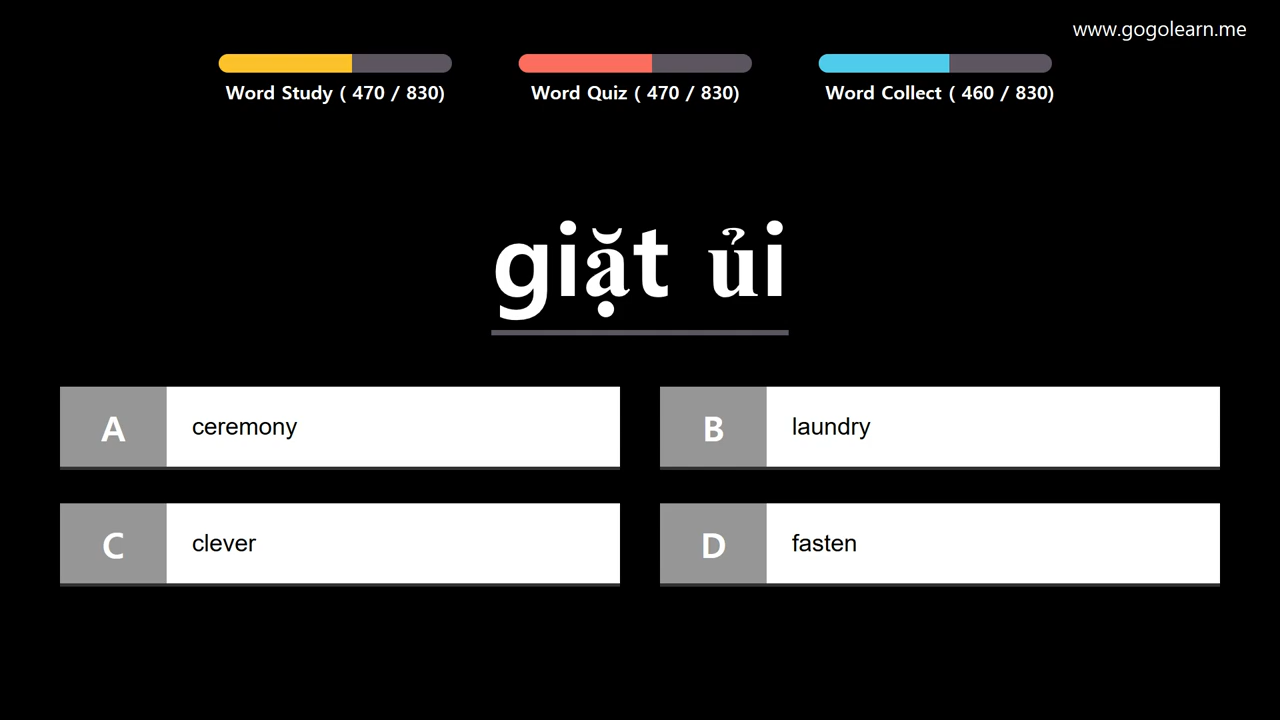 www.gogolearn.me
Word Study ( 470 / 830)
Word Quiz ( 470 / 830)
Word Collect ( 460 / 830)
giặt ủi
A ceremony
B laundry
C clever
D fasten